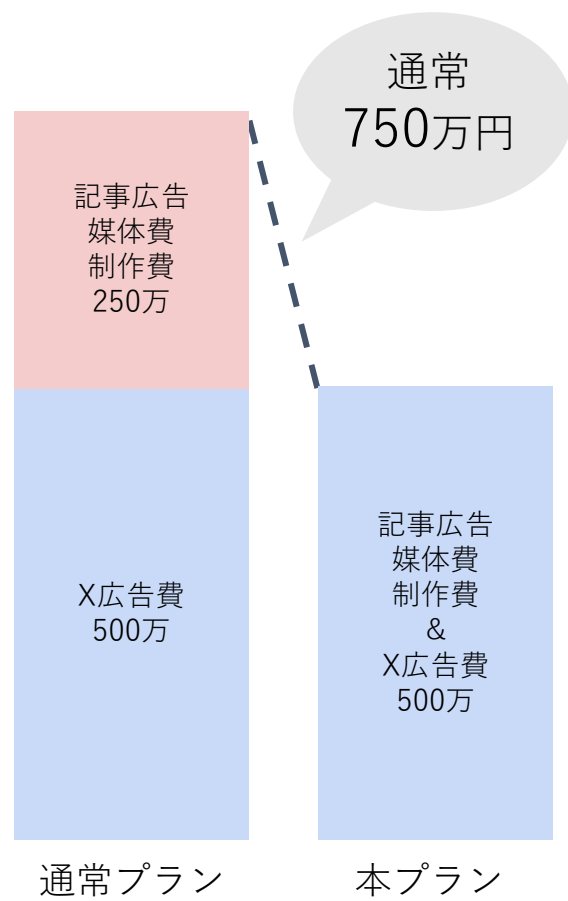 通常
750万円
記事広告
媒体費
制作費
250万
X広告費
500万
記事広告
媒体費
制作費
&
X広告費
500万
通常プラン
本プラン